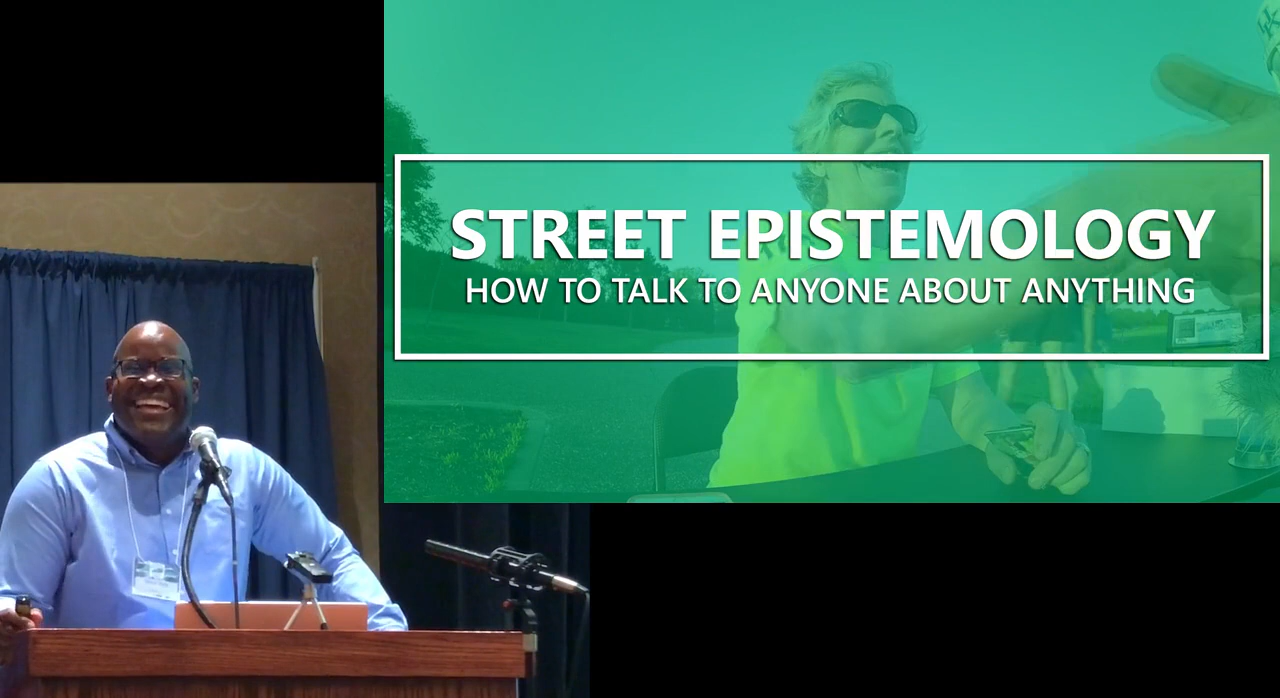 STREET EPISTEMOLOGY
HOW TO TALK TO ANYONE ABOUT ANYTHING